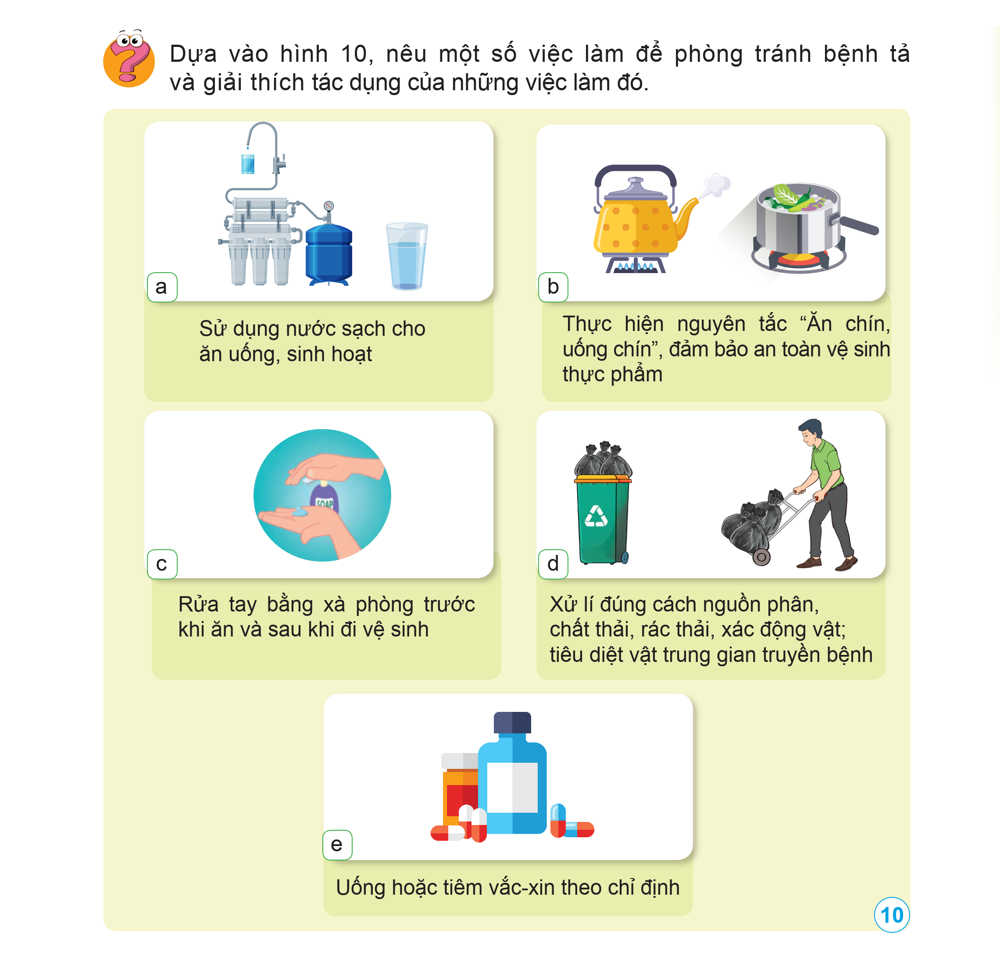 Dựa vào hình 10, nêu một số việc làm để phòng tránh bệnh tả
và giải thích tác dụng của những việc làm đó.
a
Sử dụng nước sạch cho
ăn uống, sinh hoạt
b
Thực hiện nguyên tắc “Ăn chín,
uống chín”, đảm bảo an toàn vệ sinh
thực phẩm
SOAP
c
Rửa tay bằng xà phòng trước
khi ăn và sau khi đi vệ sinh
d
Xử lí đúng cách nguồn phân,
chất thải, rác thải, xác động vật;
tiêu diệt vật trung gian truyền bệnh
e
Uống hoặc tiêm vắc-xin theo chỉ định
10